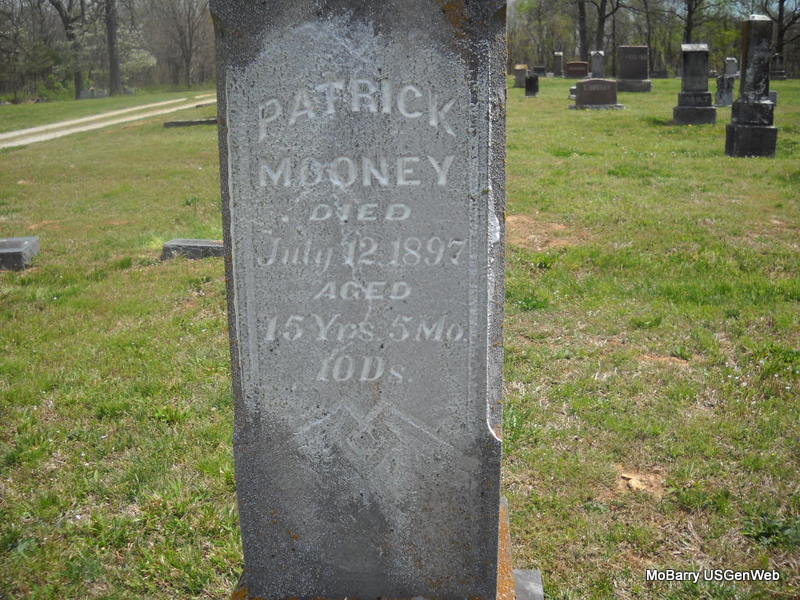 PATRICK
MOONEY
DIED
July 12, 1897
AGED
15 Yrs. 5 Mo.
10 Ds.
MoBarry USGenWeb